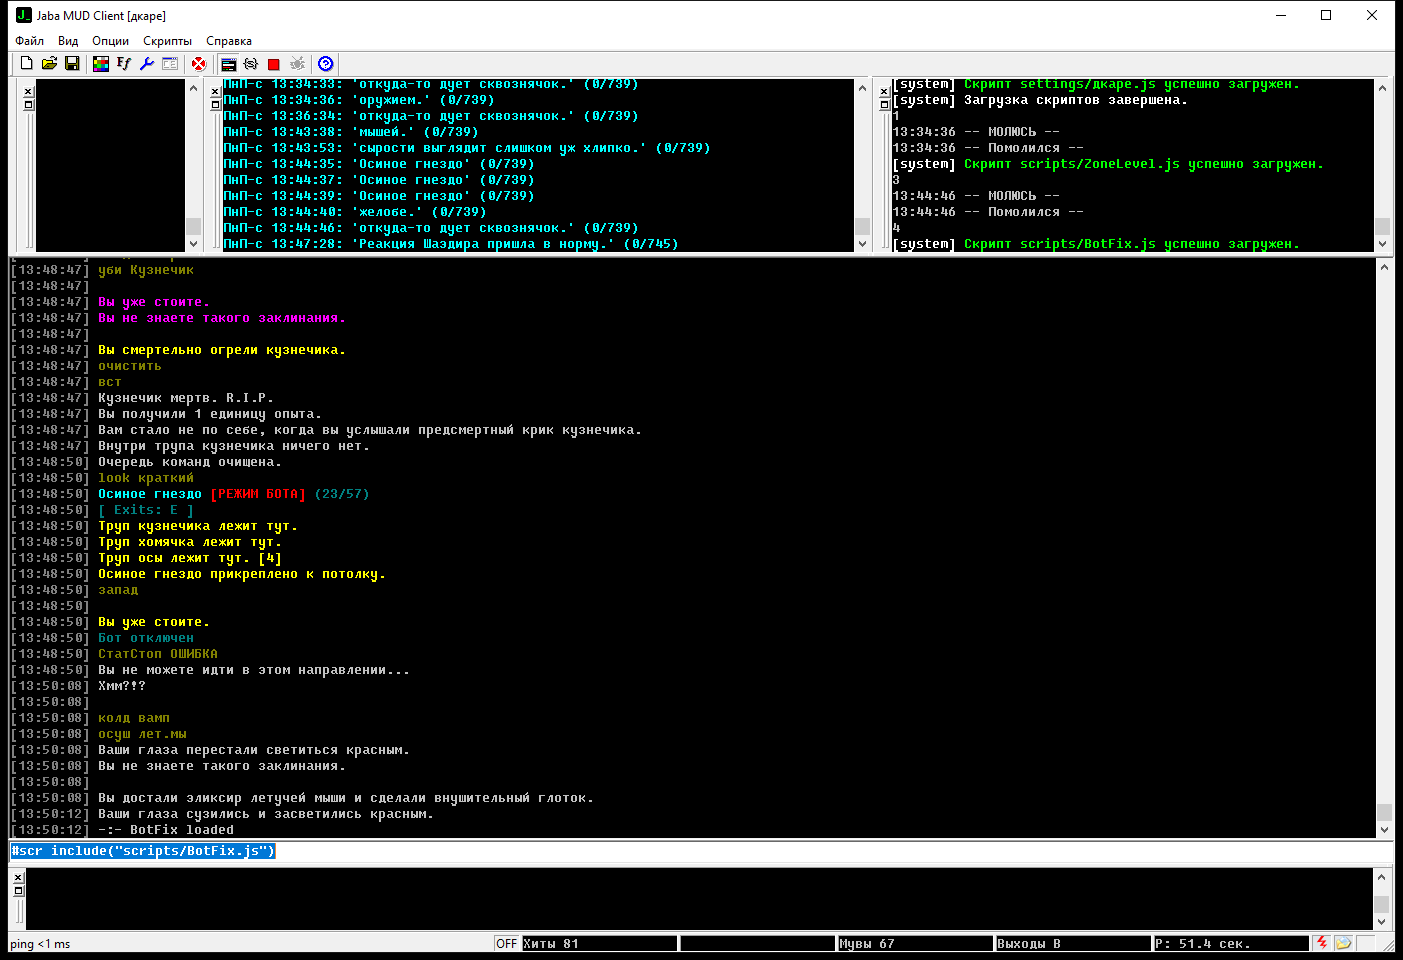 Jaba MUD Client [дкаре]
Файл Вид Опции Скрипты Справка
ПнП-с 13:34:33: 'откуда-то дует сквознячок.' (0/739)
ПнП-с 13:34:36: 'оружием.' (0/739)
ПнП-с 13:36:34: 'откуда-то дует сквознячок.' (0/739)
ПнП-с 13:43:38: 'мышей.' (0/739)
ПнП-с 13:43:53: 'сырости выглядит слишком уж хлипко.' (0/739)
ПнП-с 13:44:35: 'Осиное гнездо' (0/739)
ПнП-с 13:44:37: 'Осиное гнездо' (0/739)
ПнП-с 13:44:39: 'Осиное гнездо' (0/739)
ПнП-с 13:44:40: 'желобе.' (0/739)
ПнП-с 13:44:46: 'откуда-то дует сквознячок.' (0/739)
ПнП-с 13:47:28: 'Реакция Шаздира пришла в норму.' (0/745)
[system] Скрипт settings/дкаре.js успешно загружен.
[system] Загрузка скриптов завершена.
1
13:34:36 -- МОЛЮСЬ --
13:34:36 -- Помолился --
[system] Скрипт scripts/ZoneLevel.js успешно загружен.
3
13:44:46 -- МОЛЮСЬ --
13:44:46 -- Помолился --
4
[system] Скрипт scripts/BotFix.js успешно загружен.
[13:48:47] уби Кузнечик
[13:48:47]
[13:48:47] Вы уже стоите.
[13:48:47] Вы не знаете такого заклинания.
[13:48:47]
[13:48:47] Вы смертельно огрели кузнечика.
[13:48:47] очистить
[13:48:47] вст
[13:48:47] Кузнечик мертв. R.I.P.
[13:48:47] Вы получили 1 единицу опыта.
[13:48:47] Вам стало не по себе, когда вы услышали предсмертный крик кузнечика.
[13:48:47] Внутри трупа кузнечика ничего нет.
[13:48:50] Очередь команд очищена.
[13:48:50] look краткий
[13:48:50] Осиное гнездо [РЕЖИМ БОТА] (23/57)
[13:48:50] [ Exits: E ]
[13:48:50] Труп кузнечика лежит тут.
[13:48:50] Труп хомячка лежит тут.
[13:48:50] Труп осы лежит тут. [4]
[13:48:50] Осиное гнездо прикреплено к потолку.
[13:48:50] запад
[13:48:50]
[13:48:50] Вы уже стоите.
[13:48:50] Бот отключен
[13:48:50] СтатСтоп ОШИБКА
[13:48:50] Вы не можете идти в этом направлении...
[13:50:08] Хмм?!?
[13:50:08]
[13:50:08] колд вамп
[13:50:08] осуш лет.мы
[13:50:08] Ваши глаза перестали светиться красным.
[13:50:08] Вы не знаете такого заклинания.
[13:50:08]
[13:50:08] Вы достали эликсир летучей мыши и сделали внушительный глоток.
[13:50:12] Ваши глаза сузились и засветились красным.
[13:50:12] -:- BotFix loaded
#scr include("scripts/BotFix.js")
ping <1 ms OFF Хиты 81 Мувы 67 Выходы В Р: 51.4 сек.